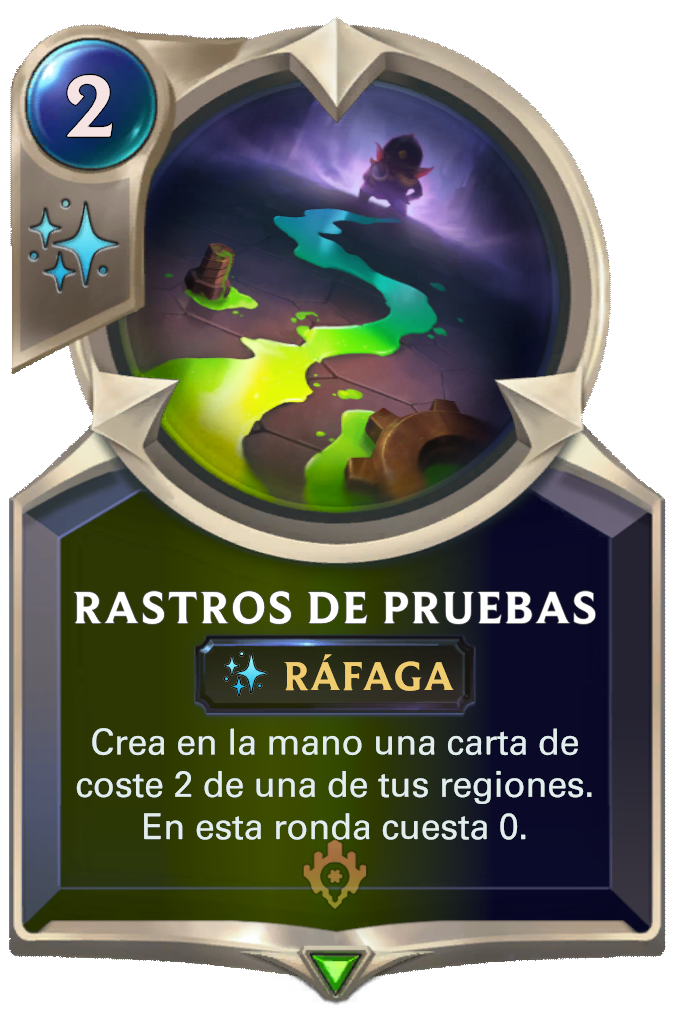 2
RASTROS DE PRUEBAS
RÁFAGA
Crea en la mano una carta de
coste 2 de una de tus regiones.
En esta ronda cuesta 0.